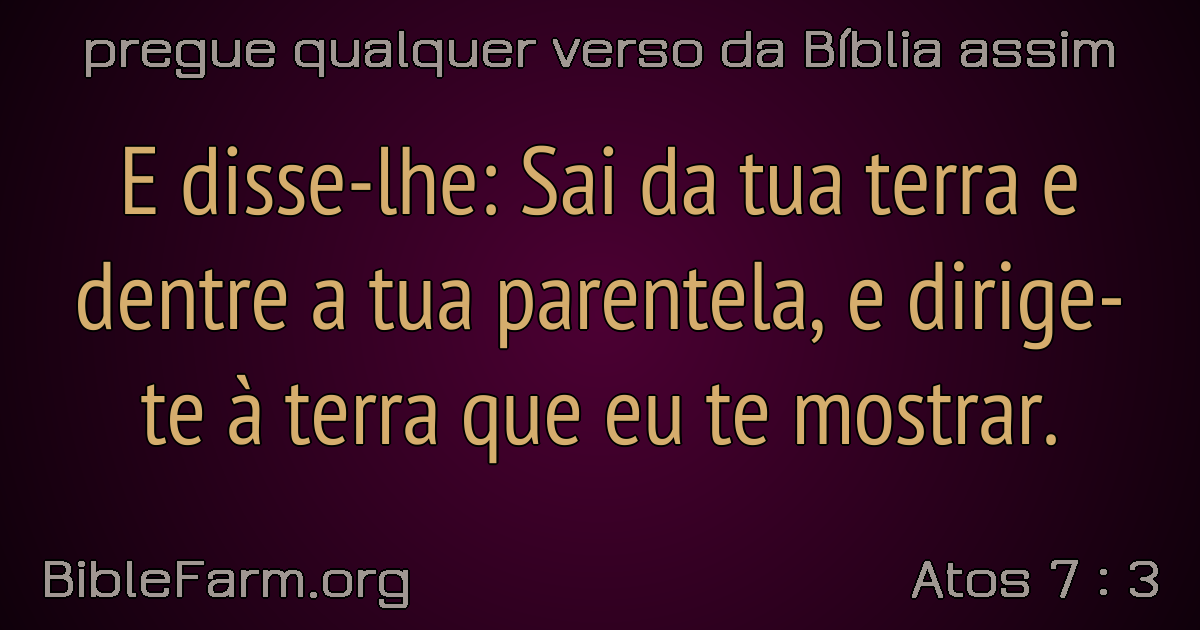 pregue qualquer verso da Bíblia assim
E disse-lhe: Sai da tua terra e
dentre a tua parentela, e dirige-
te à terra que eu te mostrar.
BibleFarm.org
Atos 7 : 3